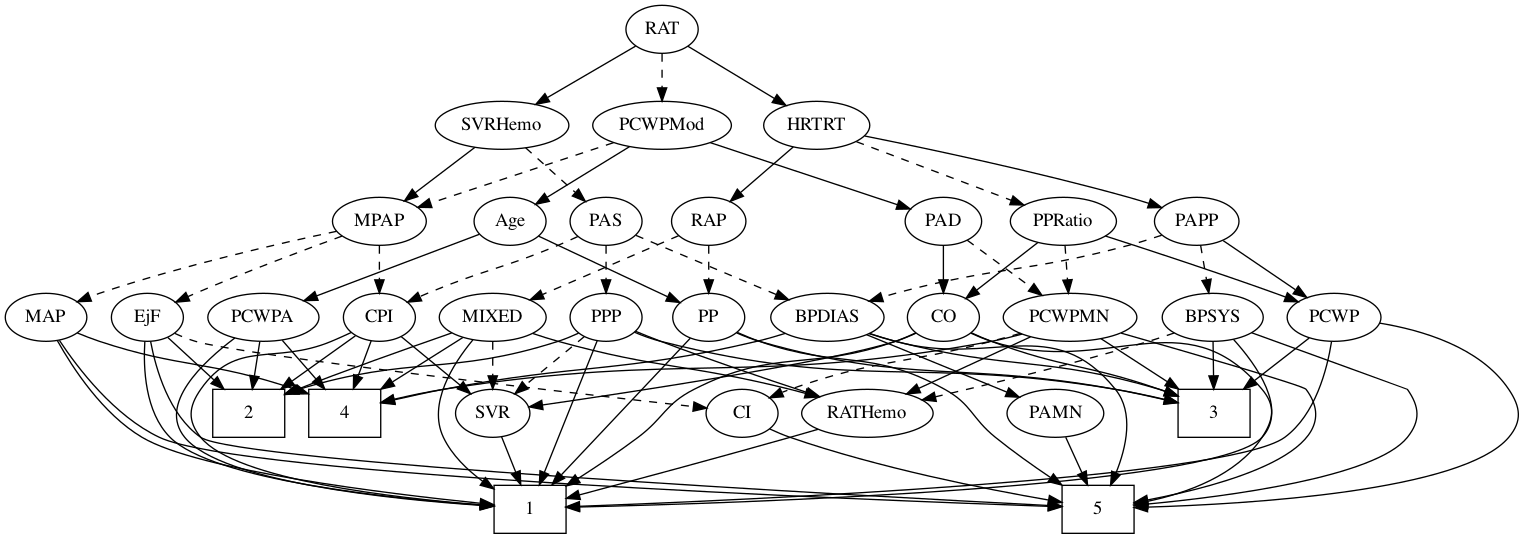 RAT
SVRHemo PCWPMod HRTRT
MPAP Age PAS RAP PAD PPRatio PAPP
MAP EjF PCWPA CPI MIXED PPP PP BPDIAS CO PCWPMN BPSYS PCWP
2 4 SVR CI RATHemo PAMN 3
1 5